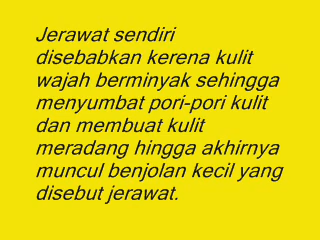 Jerawat sendiri
disebabkan kerena kulit
wajah berminyak sehingga
menyumbat pori-pori kulit
dan membuat kulit
meradang hingga akhirnya
muncul benjolan kecil yang
disebut jerawat.